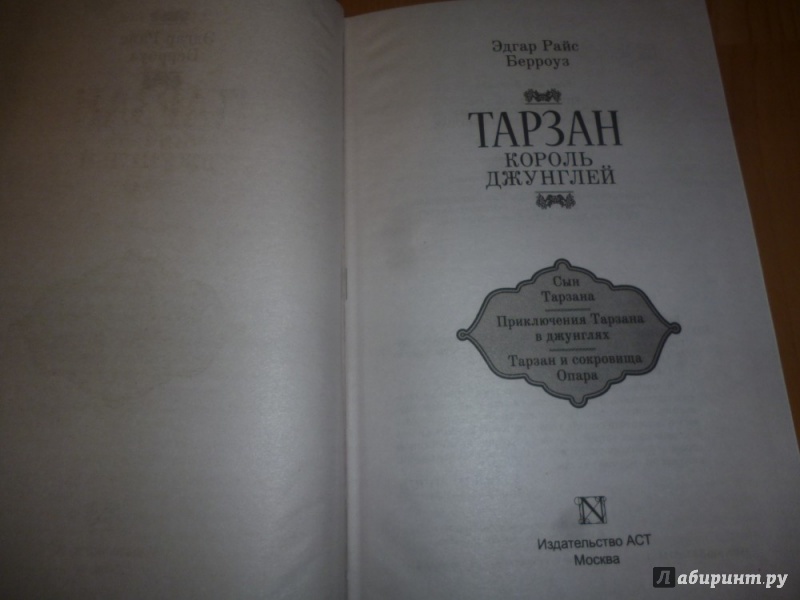 Эдгар Райс
Берроуз
ТАРЗАН
КОРОЛЬ
ДЖУНГЛЕЙ
Сын
Тарзана
Приключения Тарзана
в джунглях
Тарзан и сокровища
Опара
N
Издательство АСТ
Москва
Лабиринт.ру